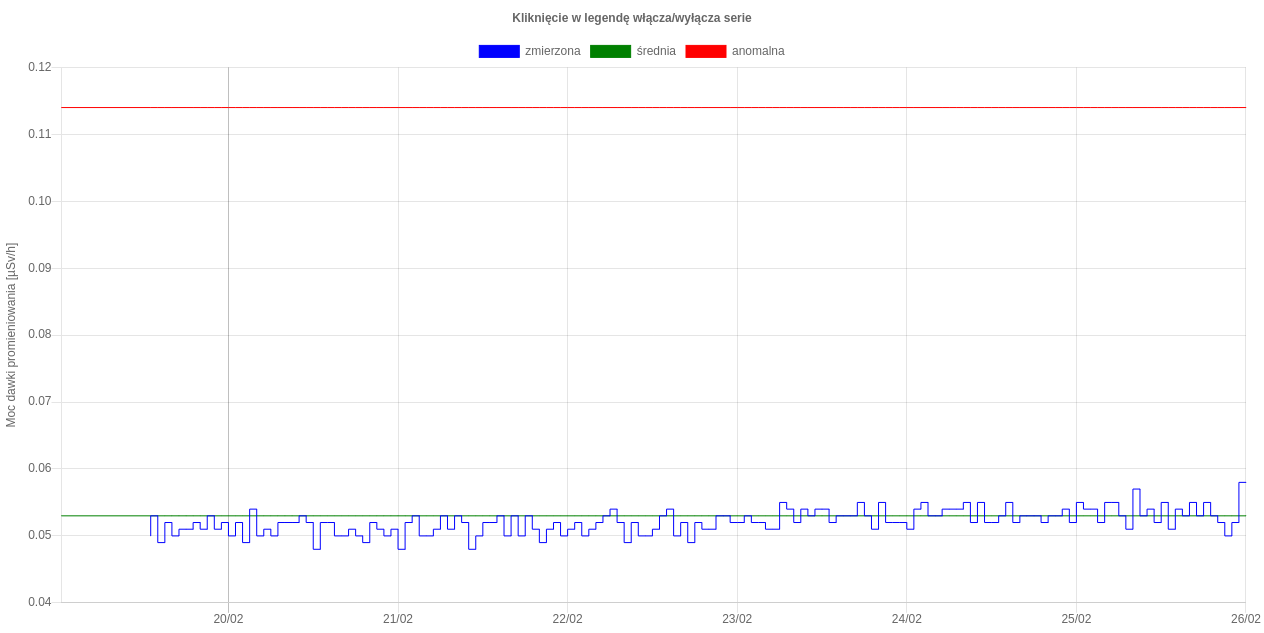 Kliknięcie w legendę włącza/wyłącza serie
zmierzona średnia anomalna
Moc dawki promieniowania [µSv/h]
0.12
0.11
0.10
0.09
0.08
0.07
0.06
0.05
0.04
20/02 21/02 22/02 23/02 24/02 25/02 26/02